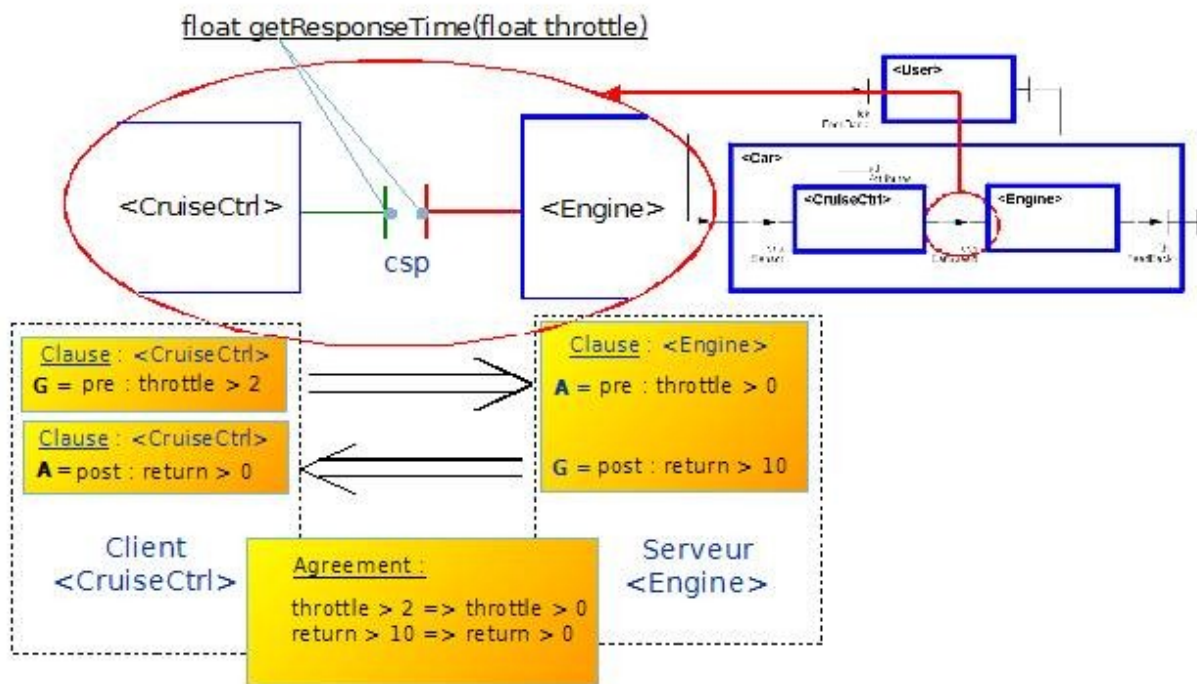 float getResponseTime(float throttle)
<User>
<Car>
<CruiseCtrl>
<Engine>
<CruiseCtrl>
<Engine>
csp
Clause : <CruiseCtrl>
G = pre : throttle > 2
Clause : <CruiseCtrl>
A = post : return > 0
Clause : <Engine>
A = pre : throttle > 0
G = post : return > 10
Client
<CruiseCtrl>
Serveur
<Engine>
Agreement :
throttle > 2 => throttle > 0
return > 10 => return > 0